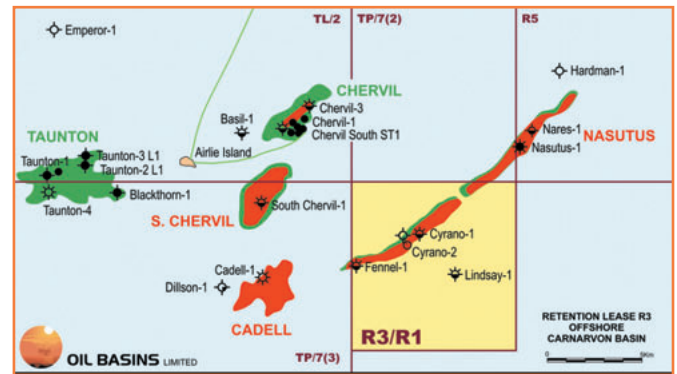 TL/2
TP/7(2)
R5
Emperor-1
Hardman-1
CHERVIL
Chervil-3
Basil-1
Chervil-1
Chervil South ST1
Nares-1
NASUTUS
Nasutus-1
TAUNTON
Taunton-3 L1
Taunton-1
Taunton-2 L1
Airlie Island
Taunton-4
Blackthorn-1
South Chervil-1
S. CHERVIL
Cyrano-1
Cyrano-2
Fennel-1
Lindsay-1
Cadell-1
Dillson-1
CADELL
R3/R1
RETENTION LEASE R3
OFFSHORE
CARNARVON BASIN
0 5Km
OIL BASINS LIMITED
TP/7(3)